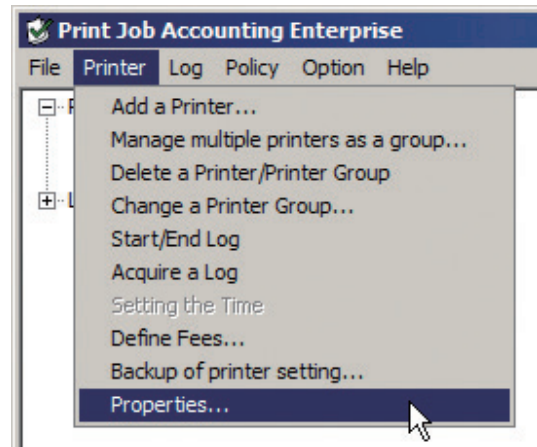 Print Job Accounting Enterprise
File Printer Log Policy Option Help
Add a Printer...
Manage multiple printers as a group...
Delete a Printer/Printer Group
Change a Printer Group...
Start/End Log
Acquire a Log
Setting the Time
Define Fees...
Backup of printer setting...
Properties...